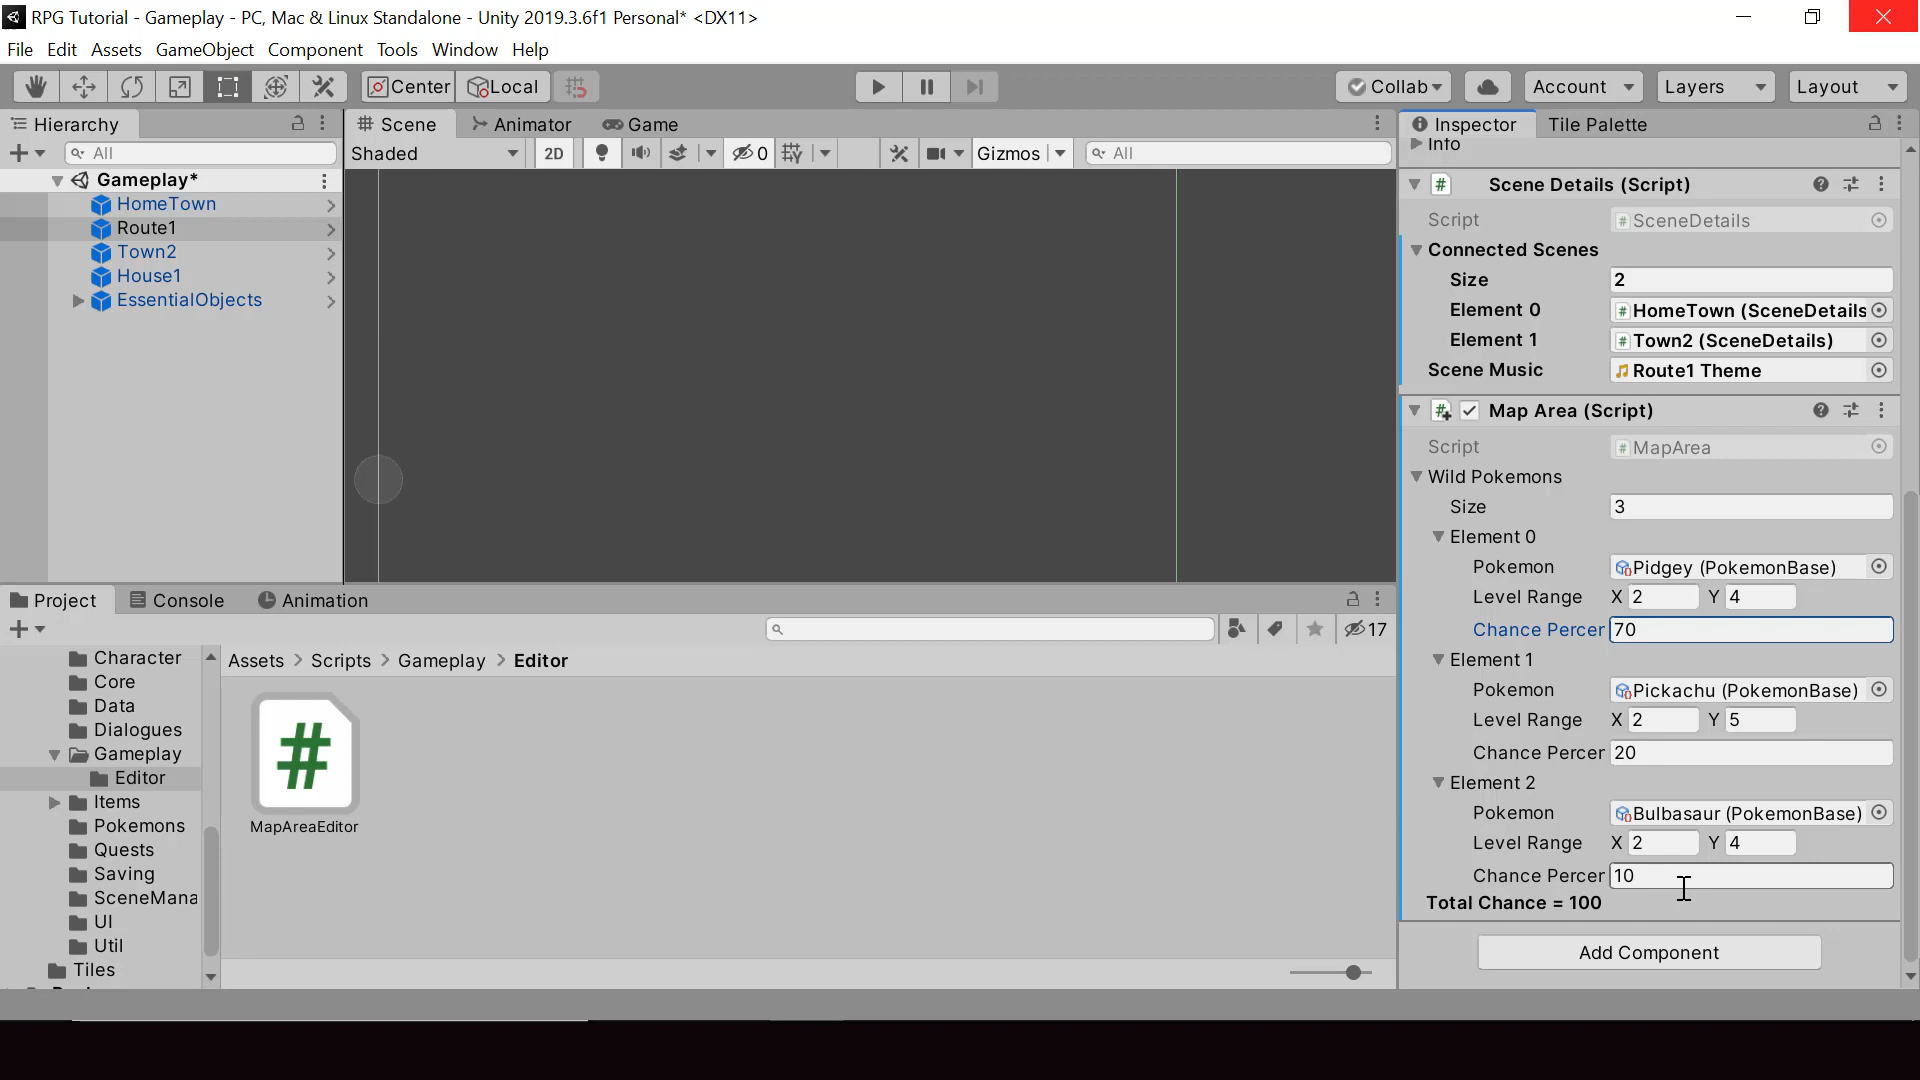 RPG Tutorial - Gameplay - PC, Mac & Linux Standalone - Unity 2019.3.6f1 Personal* <DX11>
File Edit Assets GameObject Component Tools Window Help
Center Local Collab Account Layers Layout
Hierarchy
All
Gameplay*
HomeTown
Route1
Town2
House1
EssentialObjects
Scene Animator Game
Shaded 2D 0 Gizmos All
Inspector Tile Palette
Info
Scene Details (Script)
Script SceneDetails
Connected Scenes
Size 2
Element 0 HomeTown (SceneDetails
Element 1 Town2 (SceneDetails)
Scene Music Route1 Theme
Map Area (Script)
Script MapArea
Wild Pokemons
Size 3
Element 0
Pokemon Pidgey (PokemonBase)
Level Range X 2 Y 4
Chance Percer 70
Element 1
Pokemon Pickachu (PokemonBase)
Level Range X 2 Y 5
Chance Percer 20
Element 2
Pokemon Bulbasaur (PokemonBase)
Level Range X 2 Y 4
Chance Percer 10
Total Chance = 100
Add Component
Project Console Animation
17
Character
Core
Data
Dialogues
Gameplay
Editor
Items
Pokemons
Quests
Saving
SceneMana
UI
Util
Tiles
Assets > Scripts > Gameplay > Editor
MapAreaEditor